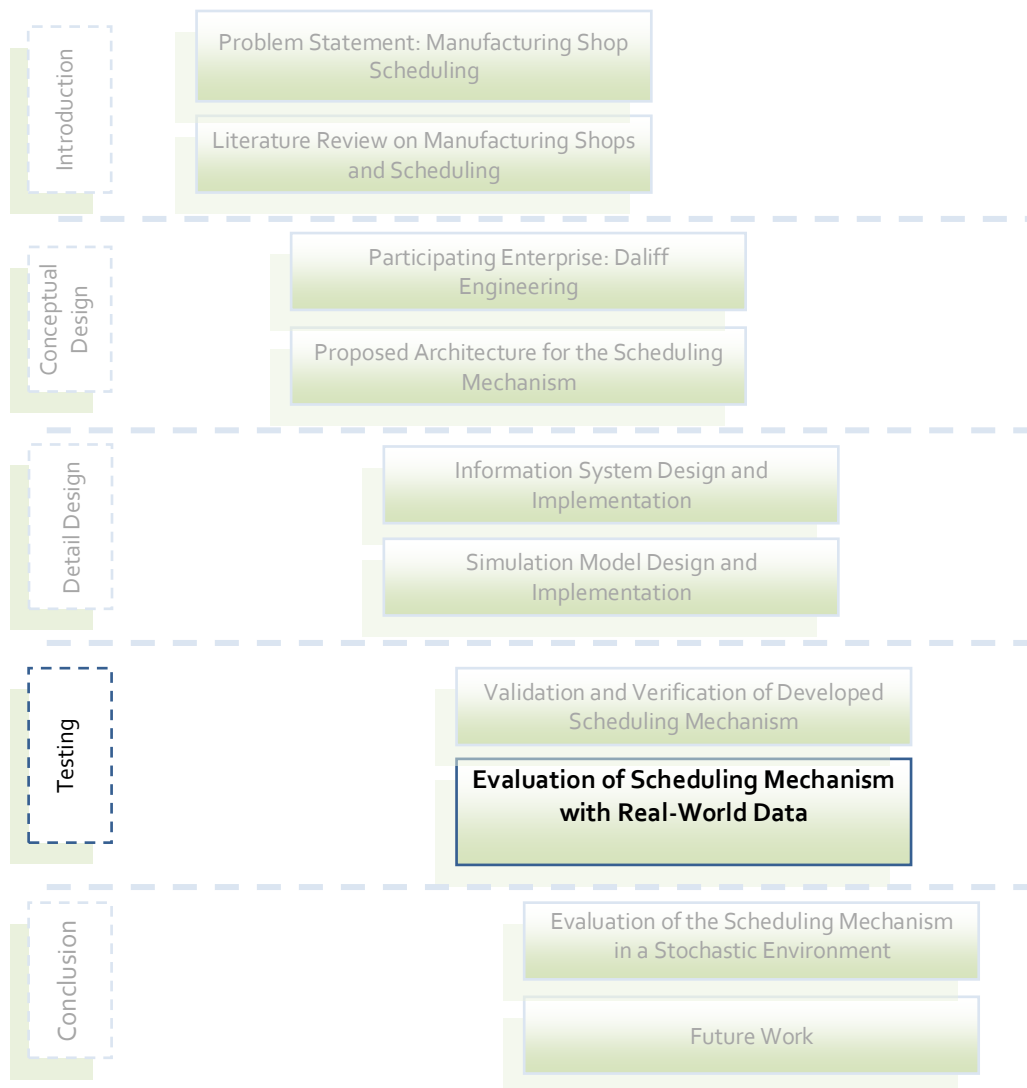 Introduction
Problem Statement: Manufacturing Shop
Scheduling
Literature Review on Manufacturing Shops
and Scheduling
Conceptual
Design
Participating Enterprise: Daliff
Engineering
Proposed Architecture for the Scheduling
Mechanism
Detail Design
Information System Design and
Implementation
Simulation Model Design and
Implementation
Testing
Validation and Verification of Developed
Scheduling Mechanism
Evaluation of Scheduling Mechanism
with Real-World Data
Conclusion
Evaluation of the Scheduling Mechanism
in a Stochastic Environment
Future Work